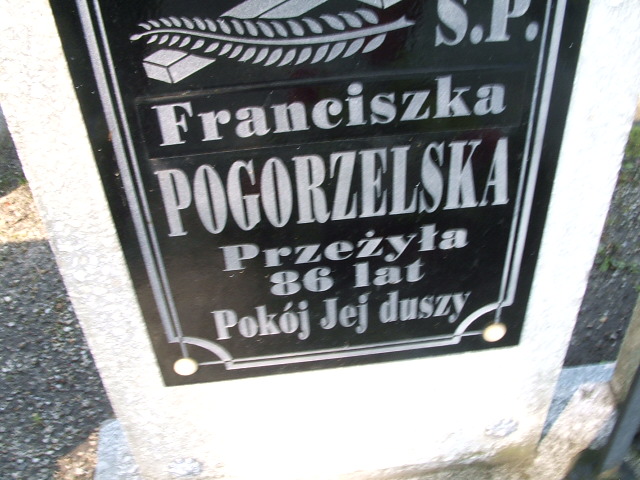 Ś.P.
Franciszka
POGORZELSKA
Przeżyła
86 lat
Pokój Jej duszy